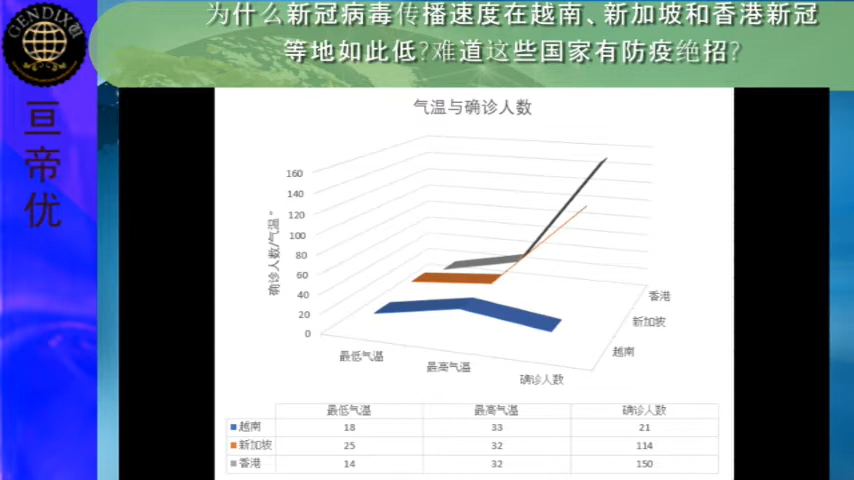 GENDIX
为什么新冠病毒传播速度在越南、新加坡和香港新冠
等地如此低?难道这些国家有防疫绝招?
亘
帝
优
气温与确诊人数
160
140
120
100
80
60
40
20
0
确诊人数/气温°
香港
新加坡
越南
最低气温
最高气温
确诊人数
最低气温 最高气温 确诊人数
越南 18 33 21
新加坡 25 32 114
香港 14 32 150